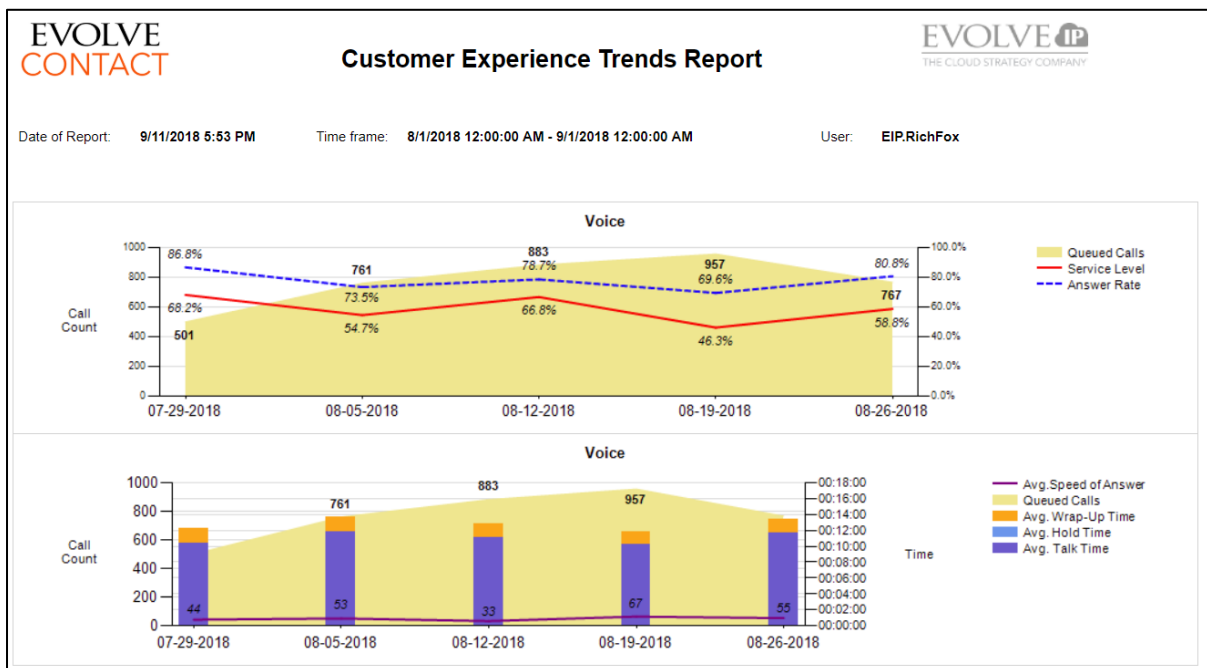 EVOLVE
CONTACT
Customer Experience Trends Report
EVOLVE IP
THE CLOUD STRATEGY COMPANY
Date of Report: 9/11/2018 5:53 PM Time frame: 8/1/2018 12:00:00 AM - 9/1/2018 12:00:00 AM User: EIP.RichFox
Voice
1000
800
600
400
200
0
Call
Count
86.8%
68.2%
501
761
73.5%
54.7%
883
78.7%
66.8%
957
69.6%
46.3%
80.8%
767
58.8%
100.0%
80.0%
60.0%
40.0%
20.0%
0.0%
07-29-2018 08-05-2018 08-12-2018 08-19-2018 08-26-2018
Queued Calls
Service Level
Answer Rate
Voice
1000
800
600
400
200
0
Call
Count
761
883
957
44
53
33
67
55
00:18:00
00:16:00
00:14:00
00:12:00
00:10:00
00:08:00
00:06:00
00:04:00
00:02:00
00:00:00
Time
07-29-2018 08-05-2018 08-12-2018 08-19-2018 08-26-2018
Avg.Speed of Answer
Queued Calls
Avg. Wrap-Up Time
Avg. Hold Time
Avg. Talk Time